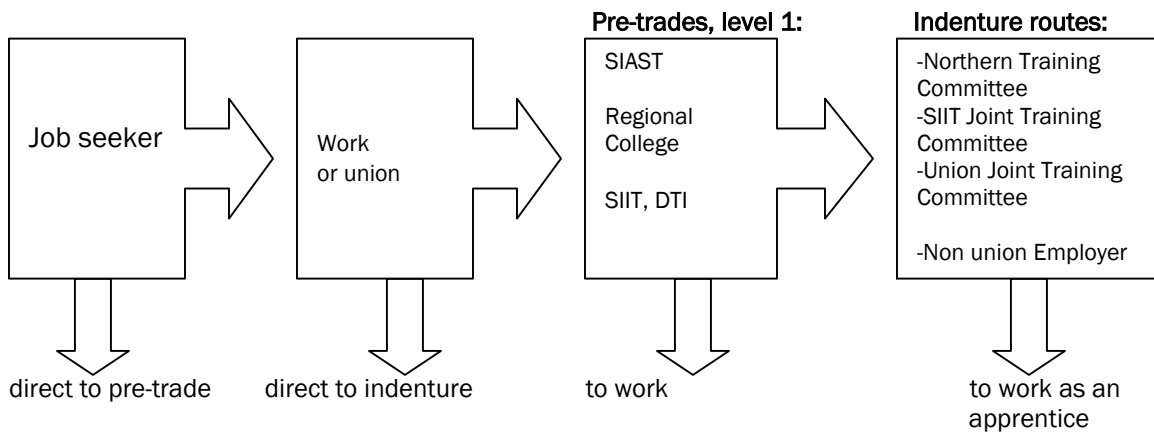 Pre-trades, level 1:
Indenture routes:
Job seeker
Work
or union
SIAST
Regional
College
SIIT, DTI
-Northern Training
Committee
-SIIT Joint Training
Committee
-Union Joint Training
Committee
-Non union Employer
direct to pre-trade
direct to indenture
to work
to work as an
apprentice